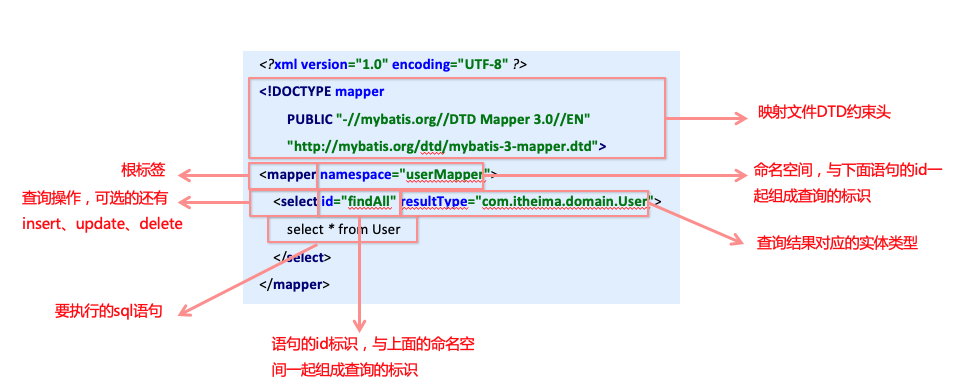 <?xml version="1.0" encoding="UTF-8" ?>
<!DOCTYPE mapper
PUBLIC "-//mybatis.org//DTD Mapper 3.0//EN"
"http://mybatis.org/dtd/mybatis-3-mapper.dtd">
<mapper namespace="userMapper">
<select id="findAll" resultType="com.itheima.domain.User">
select * from User
</select>
</mapper>
映射文件DTD约束头
根标签
命名空间，与下面语句的id一
起组成查询的标识
查询操作，可选的还有
insert、update、delete
查询结果对应的实体类型
要执行的sql语句
语句的id标识，与上面的命名空
间一起组成查询的标识